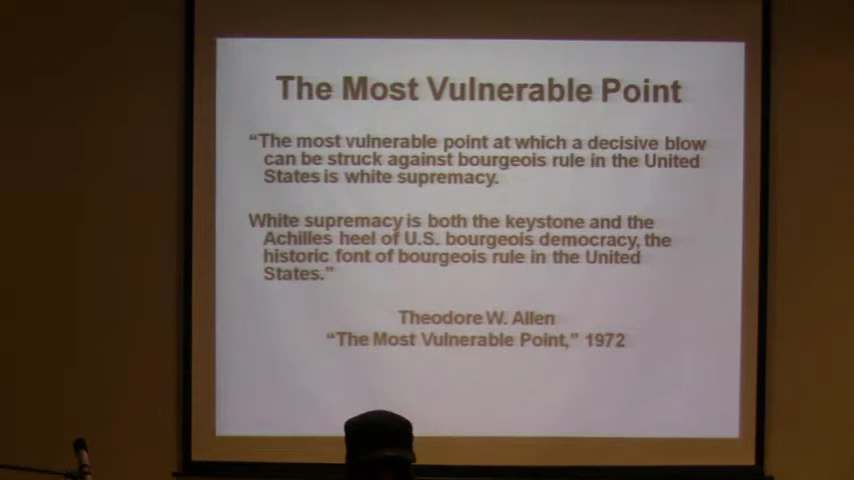 The Most Vulnerable Point
“The most vulnerable point at which a decisive blow
can be struck against bourgeois rule in the United
States is white supremacy.
White supremacy is both the keystone and the
Achilles heel of U.S. bourgeois democracy, the
historic font of bourgeois rule in the United
States.”
Theodore W. Allen
“The Most Vulnerable Point,” 1972